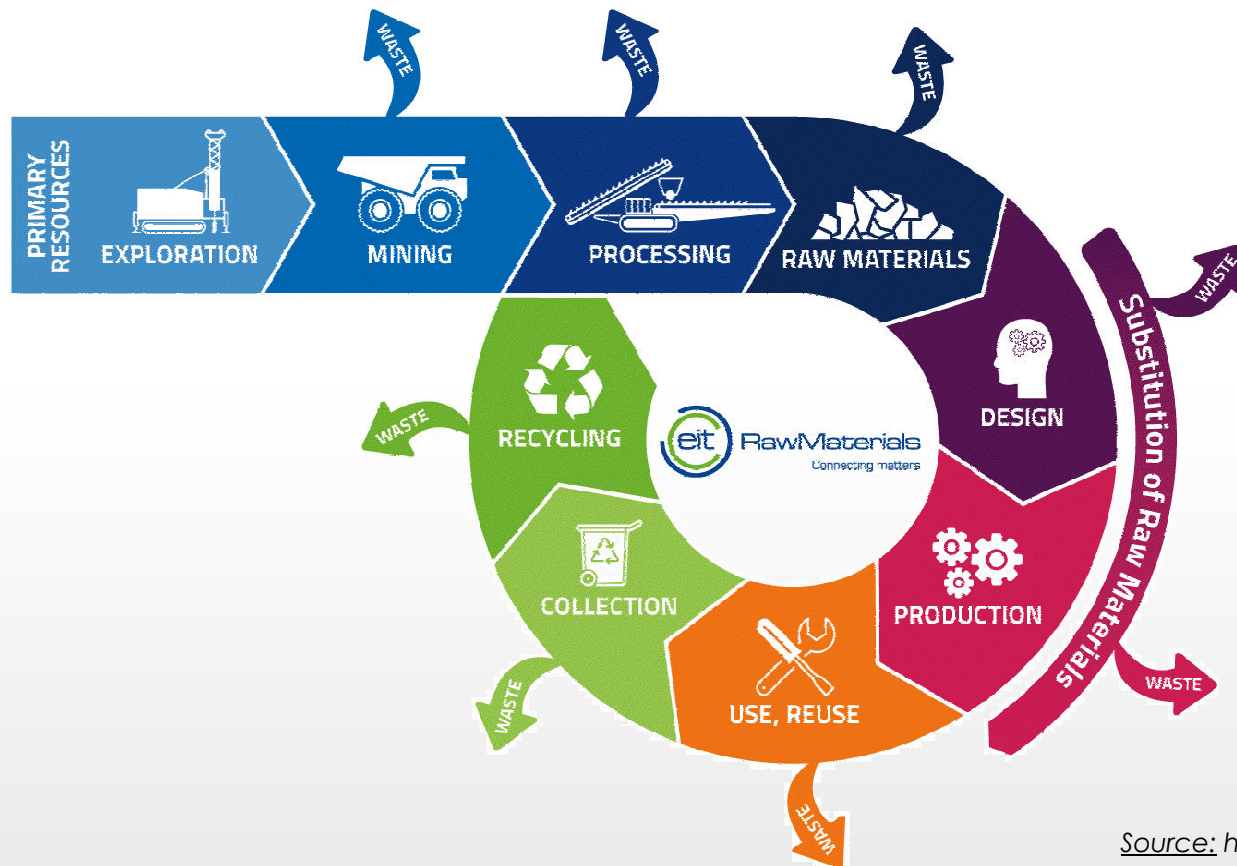 WASTE
WASTE
WASTE
PRIMARY
RESOURCES
EXPLORATION
MINING
PROCESSING
RAW MATERIALS
WASTE
Substitution of Raw Materials
DESIGN
RECYCLING
WASTE
eit RawMaterials
Connecting matters
COLLECTION
PRODUCTION
WASTE
WASTE
USE, REUSE
WASTE
Source: h